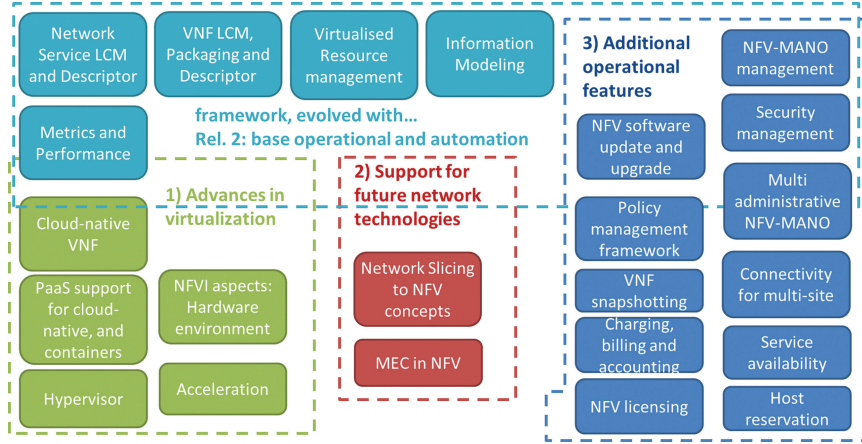 Network
Service LCM
and Descriptor
VNF LCM,
Packaging and
Descriptor
Virtualised
Resource
management
Information
Modeling
Metrics and
Performance
framework, evolved with...
Rel. 2: base operational and automation
1) Advances in
virtualization
Cloud-native
VNF
PaaS support
for cloud-
native, and
containers
Hypervisor
NFVI aspects:
Hardware
environment
Acceleration
2) Support for
future network
technologies
Network Slicing
to NFV
concepts
MEC in NFV
3) Additional
operational
features
NFV software
update and
upgrade
Policy
management
framework
VNF
snapshotting
Charging,
billing and
accounting
NFV licensing
NFV-MANO
management
Security
management
Multi
administrative
NFV-MANO
Connectivity
for multi-site
Service
availability
Host
reservation